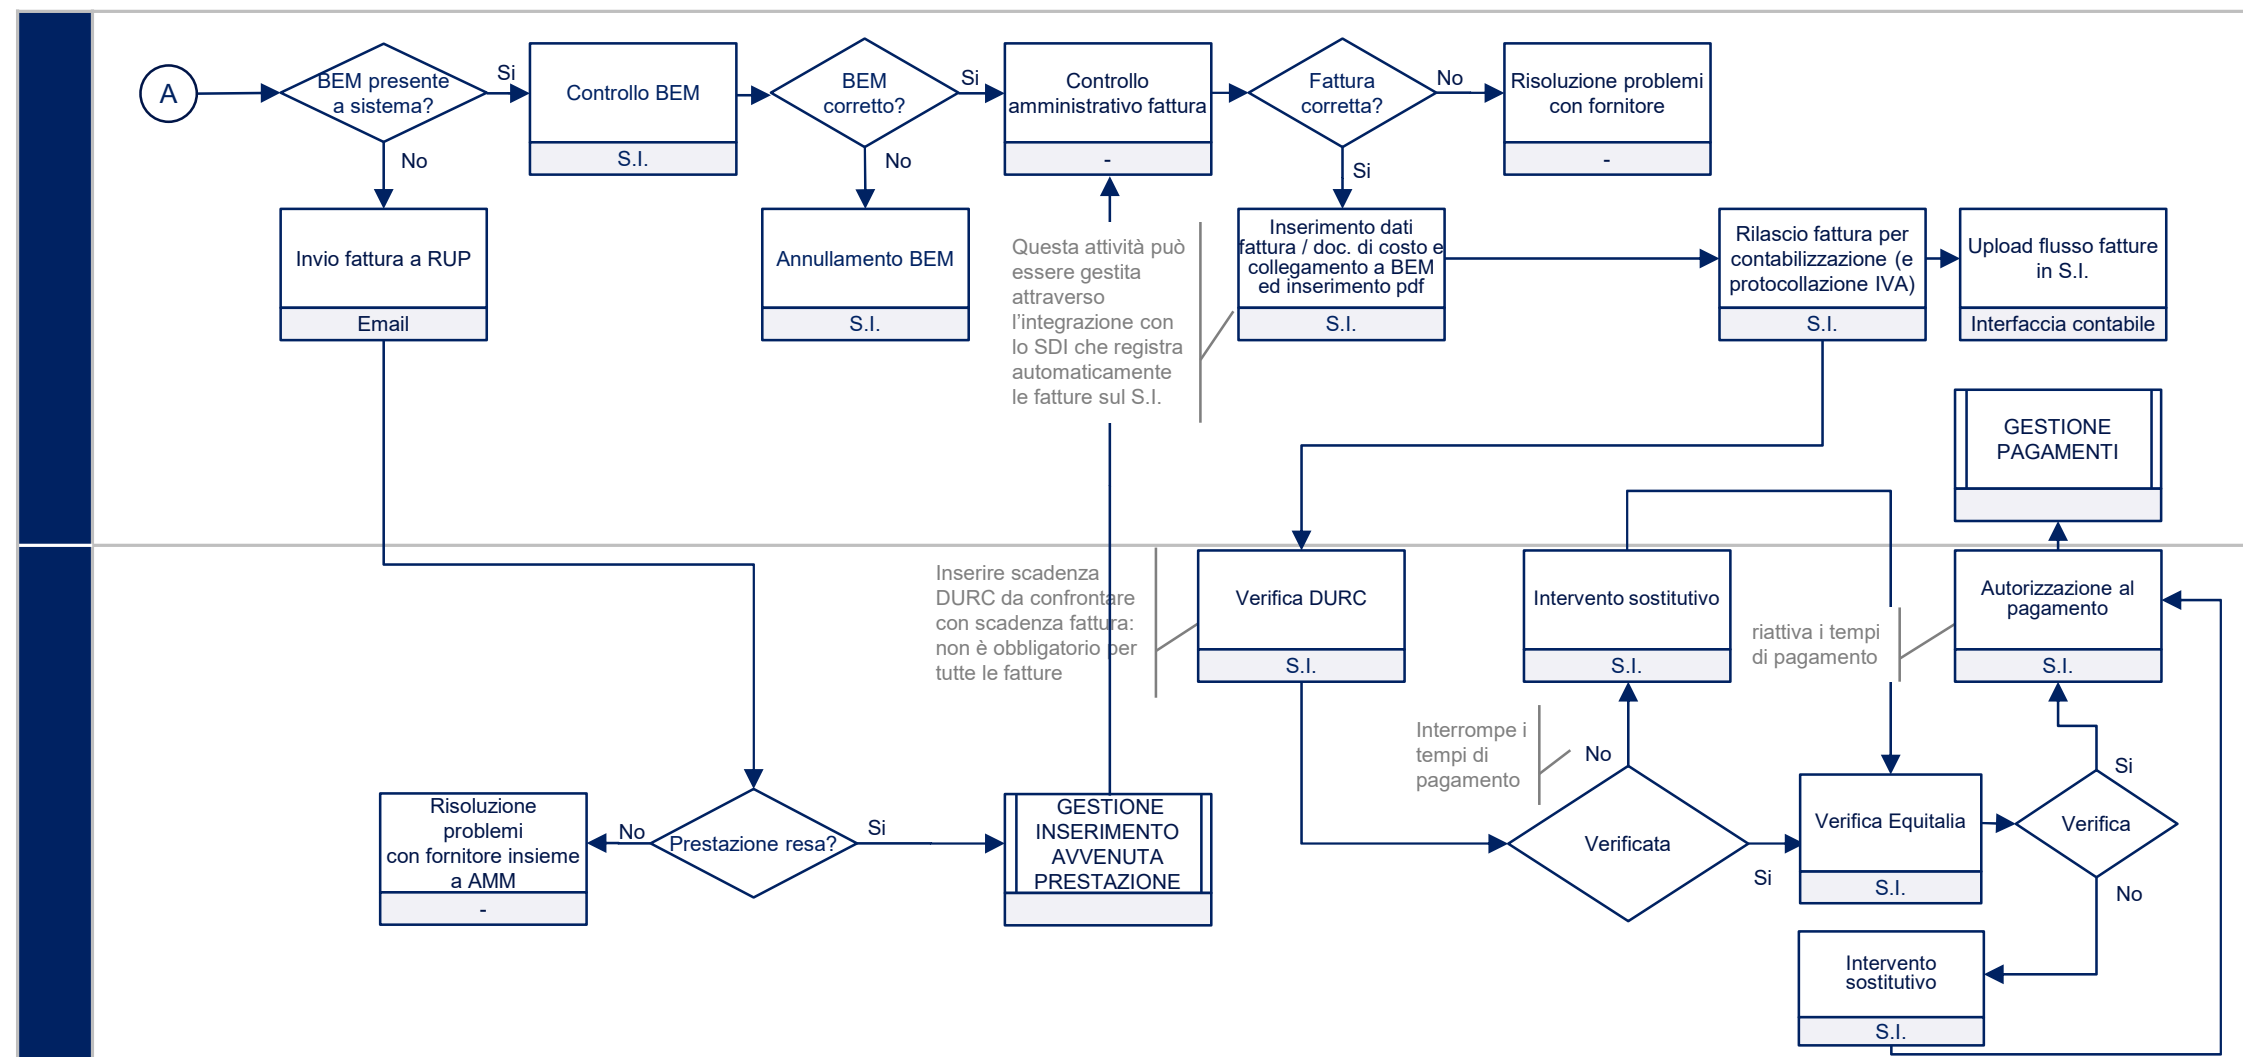 A
BEM presente
a sistema?
Si
No
Controllo BEM
S.I.
BEM
corretto?
Si
No
Controllo
amministrativo fattura
-
Fattura
corretta?
No
Si
Risoluzione problemi
con fornitore
-
Invio fattura a RUP
Email
Annullamento BEM
S.I.
Questa attività può
essere gestita
attraverso
l’integrazione con
lo SDI che registra
automaticamente
le fatture sul S.I.
Inserimento dati
fattura / doc. di costo e
collegamento a BEM
ed inserimento pdf
S.I.
Rilascio fattura per
contabilizzazione (e
protocollazione IVA)
S.I.
Upload flusso fatture
in S.I.
Interfaccia contabile
GESTIONE
PAGAMENTI
Inserire scadenza
DURC da confrontare
con scadenza fattura:
non è obbligatorio per
tutte le fatture
Verifica DURC
S.I.
Intervento sostitutivo
S.I.
riattiva i tempi
di pagamento
Autorizzazione al
pagamento
S.I.
Interrompe i
tempi di
pagamento
No
Risoluzione
problemi
con fornitore insieme
a AMM
-
No
Prestazione resa?
Si
GESTIONE
INSERIMENTO
AVVENUTA
PRESTAZIONE
Verificata
Si
Verifica Equitalia
S.I.
Verifica
Si
No
Intervento
sostitutivo
S.I.